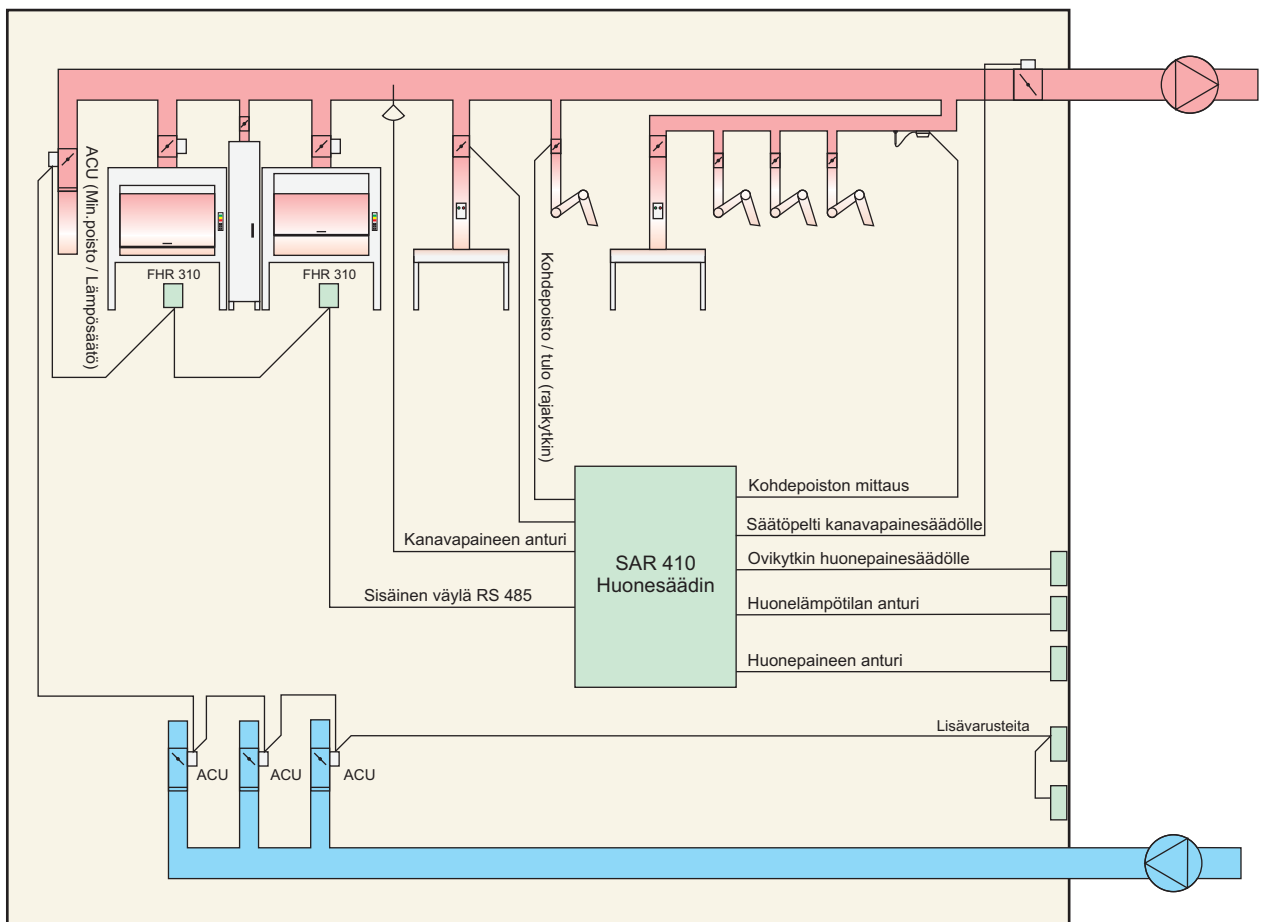 ACU (Min.poisto / Lämpösäätö)
FHR 310
FHR 310
Kohdepoisto / tulo (rajakytkin)
Kohdepoiston mittaus
Säätöpelti kanavapainesäädölle
Kanavapaineen anturi
SAR 410
Huonesäädin
Ovikytkin huonepainesäädölle
Sisäinen väylä RS 485
Huonelämpötilan anturi
Huonepaineen anturi
Lisävarusteita
ACU
ACU
ACU